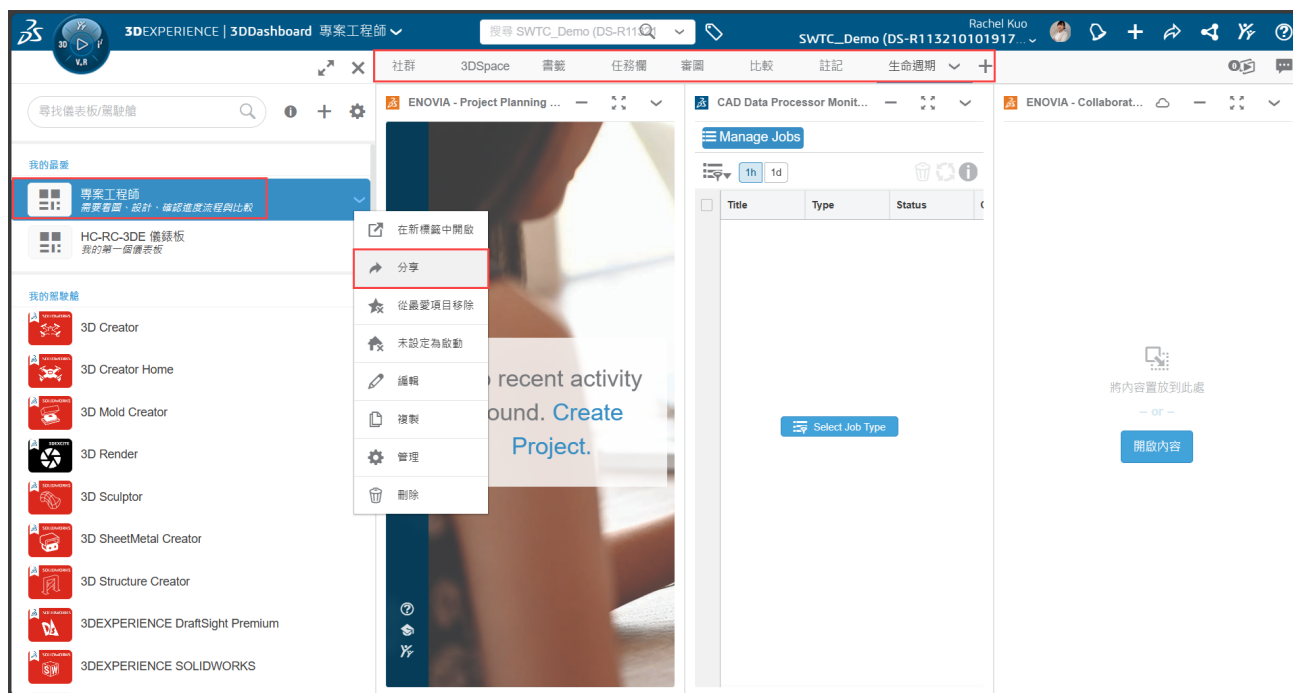 3DEXPERIENCE | 3DDashboard 專案工程師
搜尋 SWTC_Demo (DS-R11321
Rachel Kuo
SWTC_Demo (DS-R113210101917...
3D
V.R
社群 3DSpace 書籤 任務欄 審圖 比較 註記 生命週期
尋找儀表板/駕駛艙
ENOVIA - Project Planning ...
CAD Data Processor Monit...
ENOVIA - Collaborat...
Manage Jobs
1h 1d
Title Type Status
我的最愛
專案工程師
需要看圖、設計、確認進度流程與比較
HC-RC-3DE 儀錶板
我的第一個儀表板
在新標籤中開啟
分享
從最愛項目移除
未設定為啟動
編輯
複製
管理
刪除
我的駕駛艙
3D Creator
3D Creator Home
3D Mold Creator
3D Render
3D Sculptor
3D SheetMetal Creator
3D Structure Creator
3DEXPERIENCE DraftSight Premium
3DEXPERIENCE SOLIDWORKS
recent activity
ound. Create
Project.
Select Job Type
將內容置放到此處
– or –
開啟內容